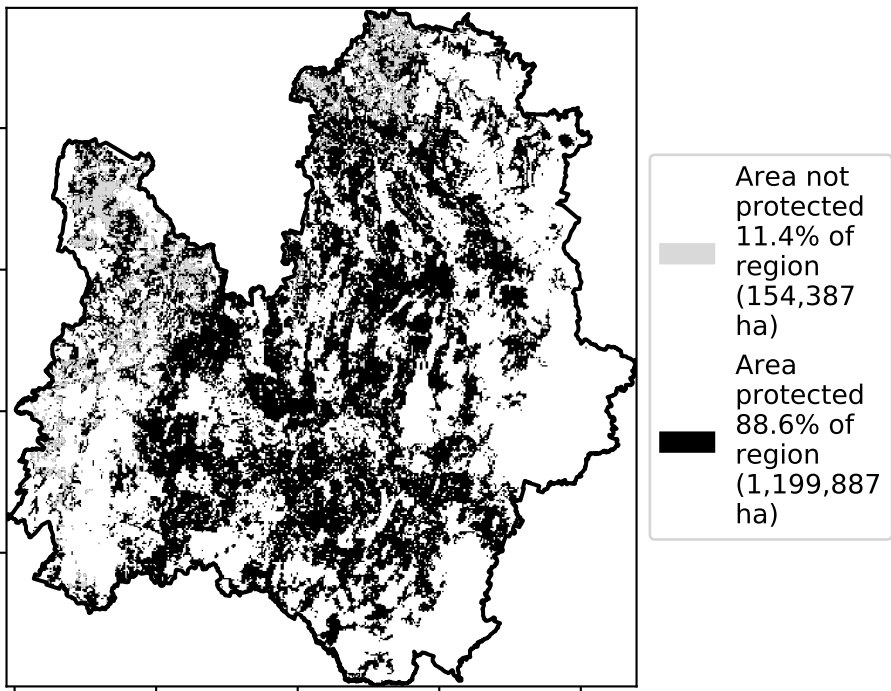 Area not
protected
11.4% of
region
(154,387
ha)
Area
protected
88.6% of
region
(1,199,887
ha)